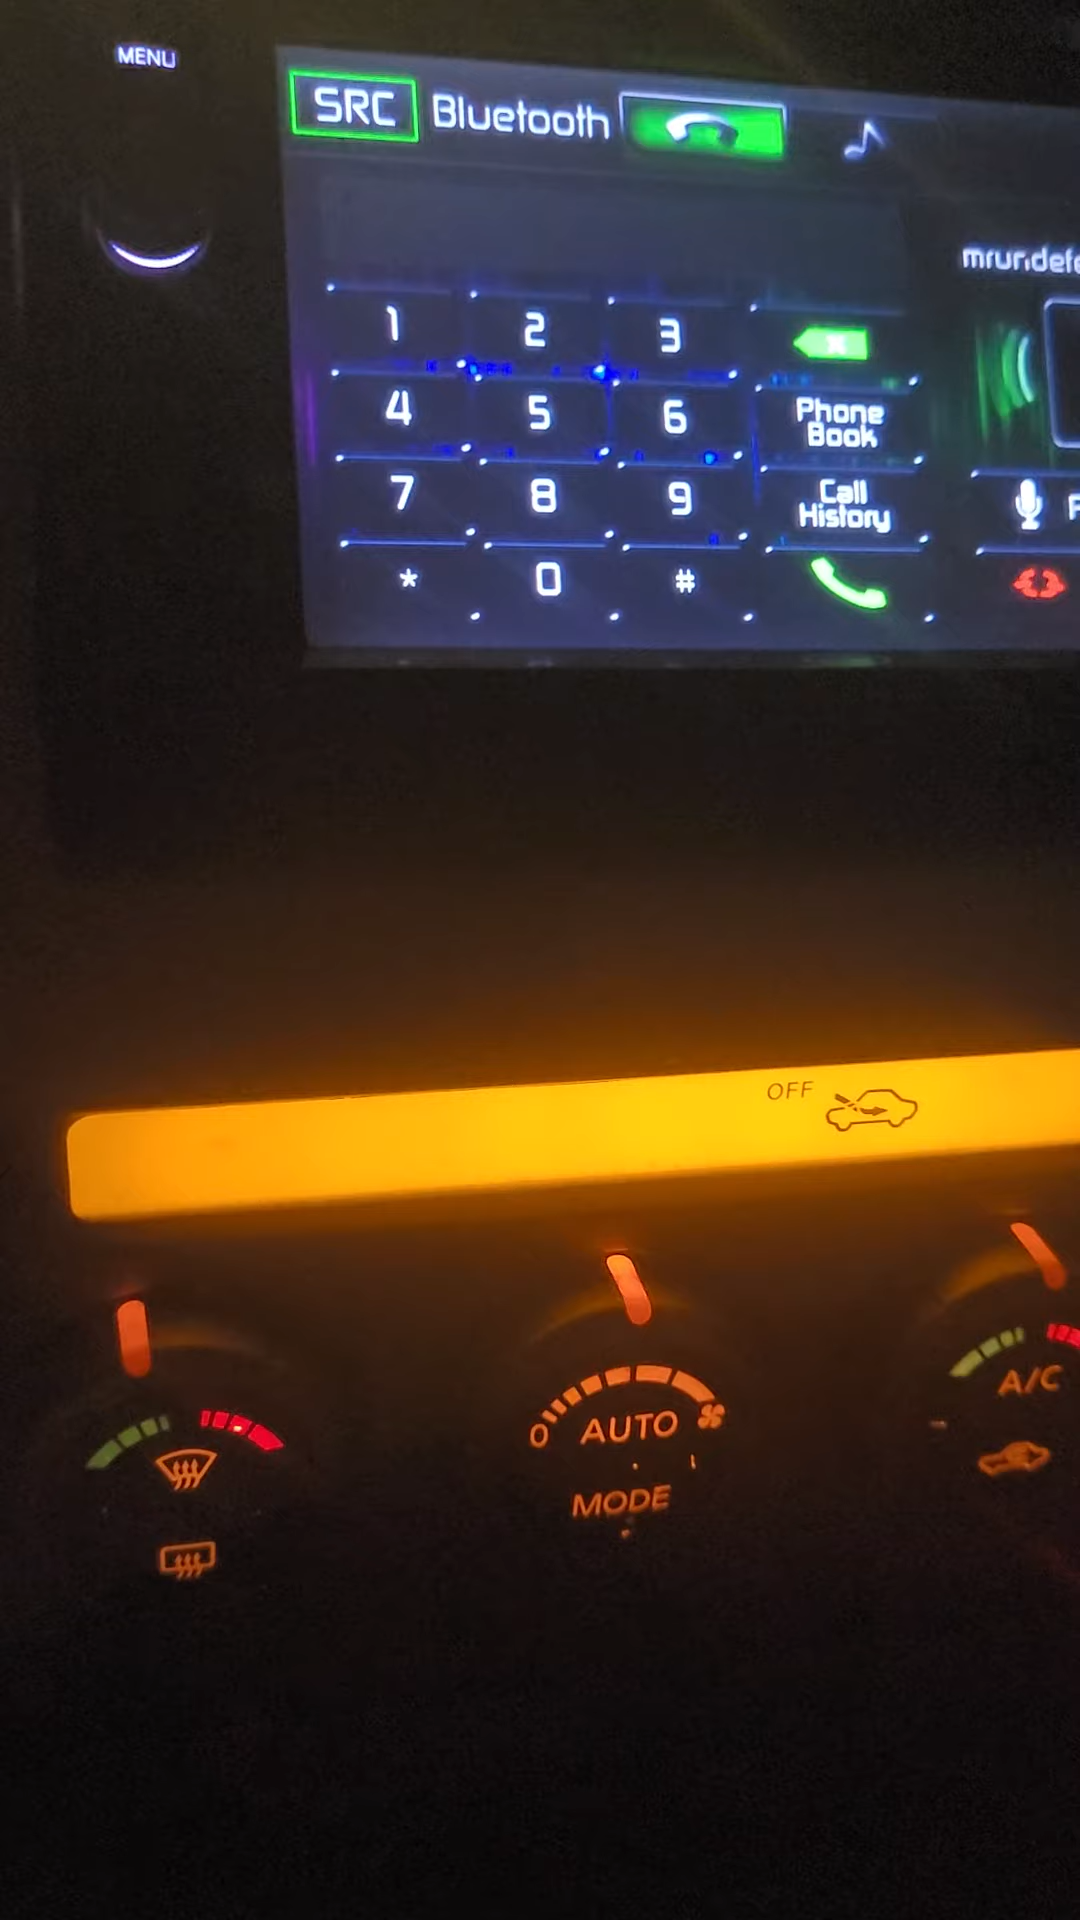 MENU
SRC Bluetooth
1 2 3
4 5 6 Phone Book
7 8 9 Call History
* 0 #
OFF
0 AUTO
MODE
A/C